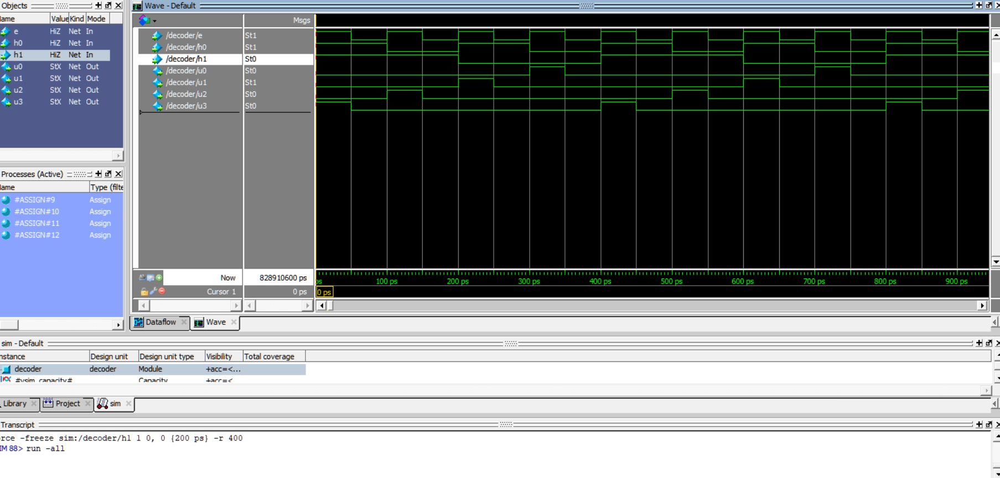 Objects
Wave - Default
ame Value Kind Mode
Msgs
e HiZ Net In
h0 HiZ Net In
h1 HiZ Net In
u0 StX Net Out
u1 StX Net Out
u2 StX Net Out
u3 StX Net Out
/decoder/e St1
/decoder/h0 St1
/decoder/h1 St0
/decoder/u0 St0
/decoder/u1 St1
/decoder/u2 St0
/decoder/u3 St0
Processes (Active)
ame Type (filte
#ASSIGN#9 Assign
#ASSIGN#10 Assign
#ASSIGN#11 Assign
#ASSIGN#12 Assign
Now 828910600 ps
ps 100 ps 200 ps 300 ps 400 ps 500 ps 600 ps 700 ps 800 ps 900 ps
Cursor 1 0 ps
0 ps
Dataflow Wave
sim - Default
nstance Design unit Design unit type Visibility Total coverage
decoder decoder Module +acc=<...
#vsim_capacity# Capacity +acc=<
Library Project sim
Transcript
orce -freeze sim:/decoder/h1 1 0, 0 {200 ps} -r 400
IM 88> run -all